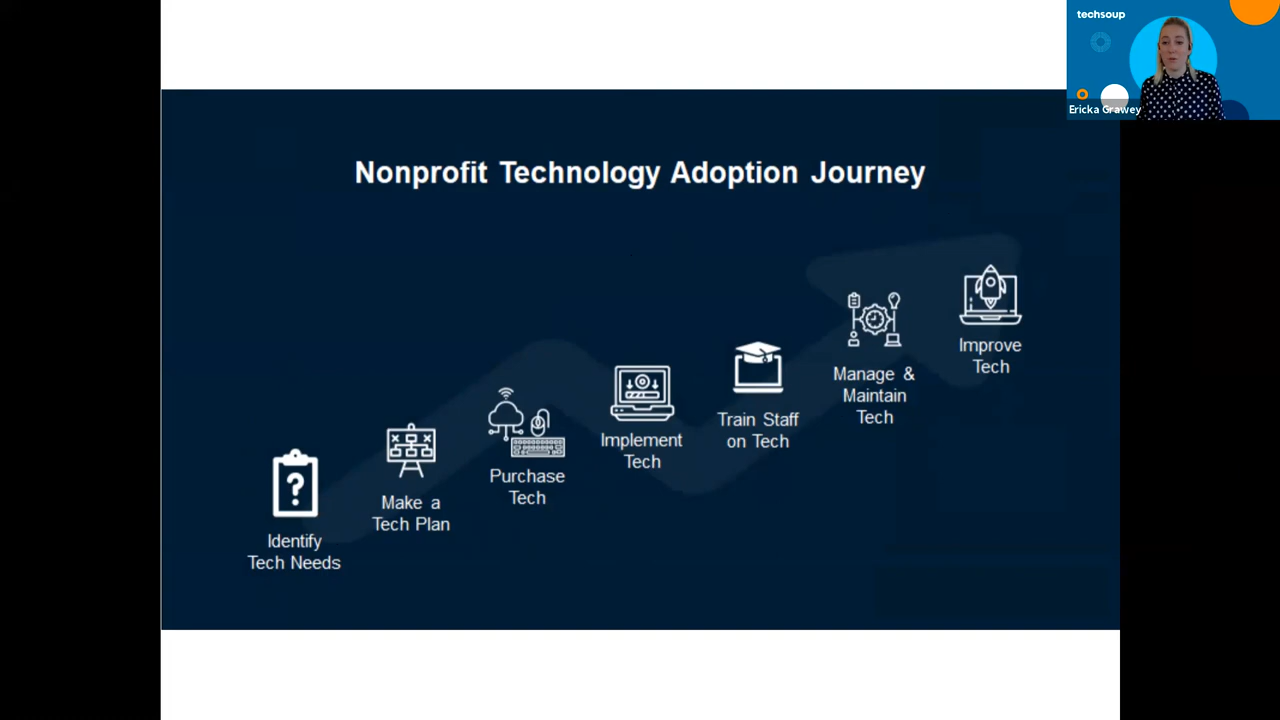 techsoup
Ericka Grawey
Nonprofit Technology Adoption Journey
Identify
Tech Needs
Make a
Tech Plan
Purchase
Tech
Implement
Tech
Train Staff
on Tech
Manage &
Maintain
Tech
Improve
Tech